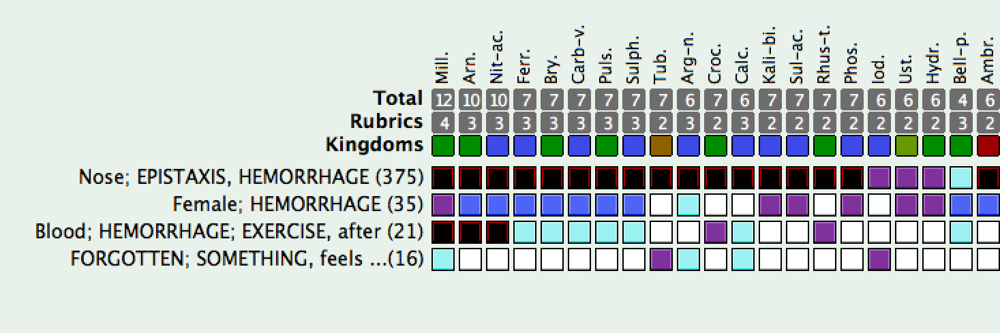 Mill. Arn. Nit-ac. Ferr. Bry. Carb-v. Puls. Sulph. Tub. Arg-n. Croc. Calc. Kali-bi. Sul-ac. Rhus-t. Phos. Iod. Ust. Hydr. Bell-p. Ambr.
Total 12 10 10 7 7 7 7 7 7 6 7 6 7 7 7 7 6 6 6 4 6
Rubrics 4 3 3 3 3 3 3 3 2 3 2 3 2 2 2 2 2 2 2 3 2
Kingdoms
Nose; EPISTAXIS, HEMORRHAGE (375)
Female; HEMORRHAGE (35)
Blood; HEMORRHAGE; EXERCISE, after (21)
FORGOTTEN; SOMETHING, feels ...(16)